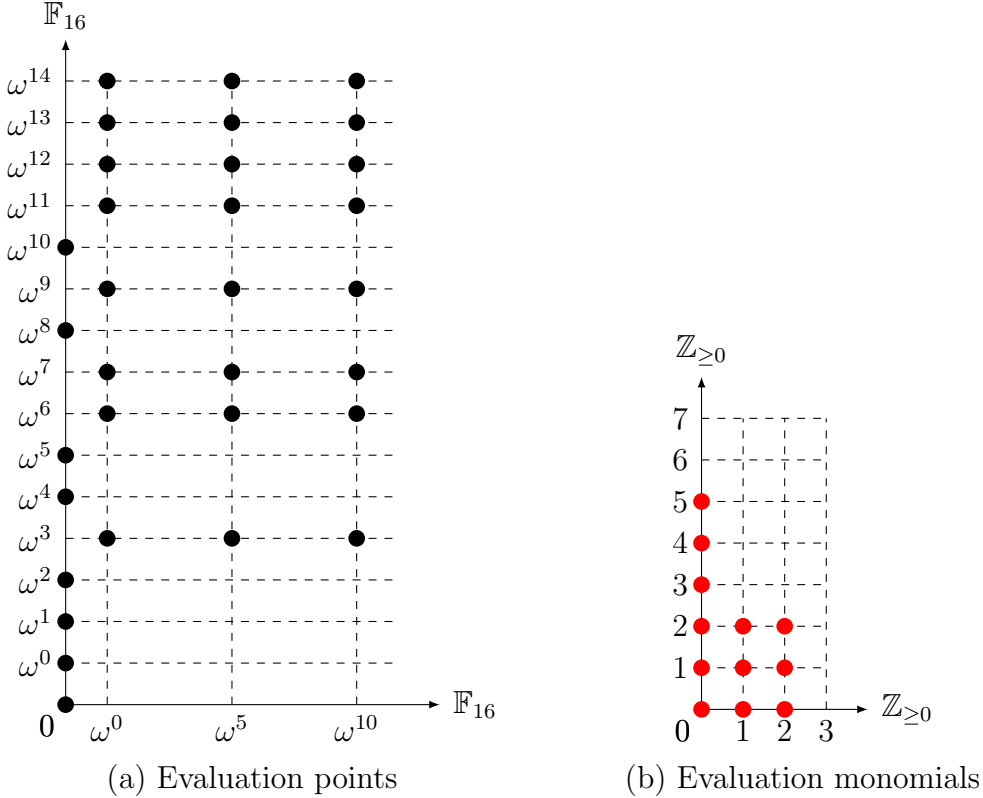 𝔽₁₆
ω¹⁴
ω¹³
ω¹²
ω¹¹
ω¹⁰
ω⁹
ω⁸
ω⁷
ω⁶
ω⁵
ω⁴
ω³
ω²
ω¹
ω⁰
0
ω⁰ ω⁵ ω¹⁰
𝔽₁₆
(a) Evaluation points
ℤ≥0
7
6
5
4
3
2
1
0 1 2 3
ℤ≥0
(b) Evaluation monomials